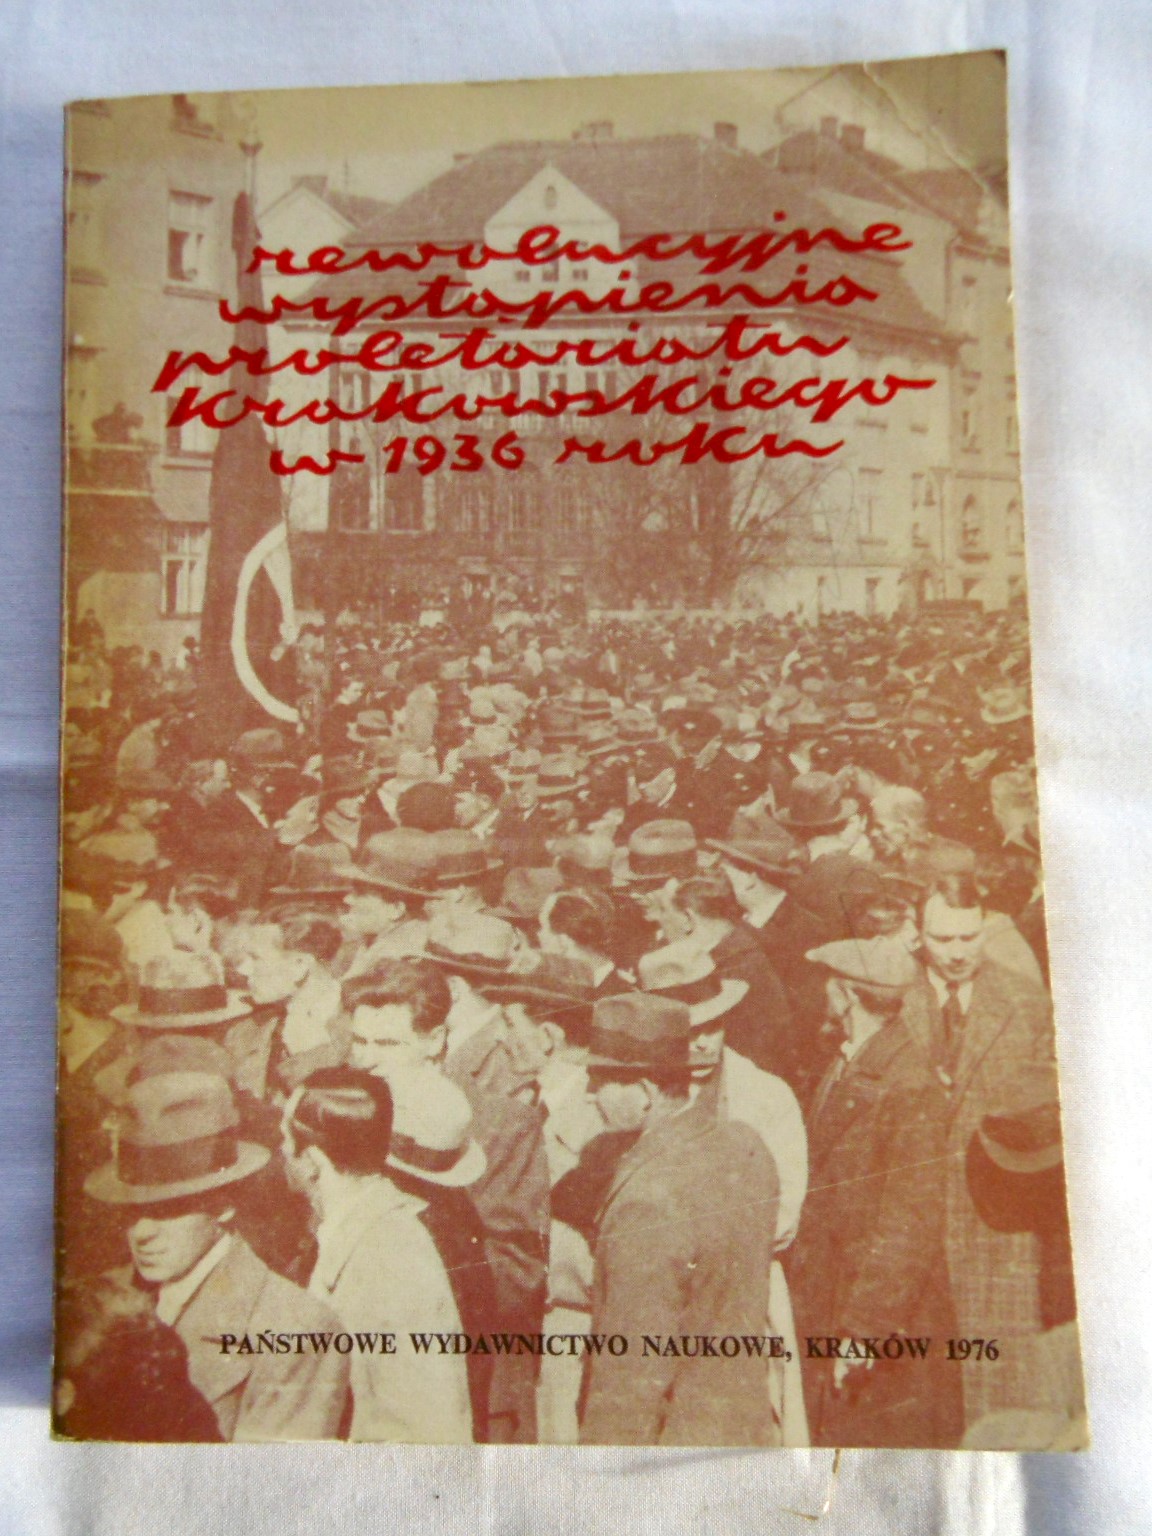 rewolucyjne
wystąpienia
proletariatu
krakowskiego
w 1936 roku
PAŃSTWOWE WYDAWNICTWO NAUKOWE, KRAKÓW 1976